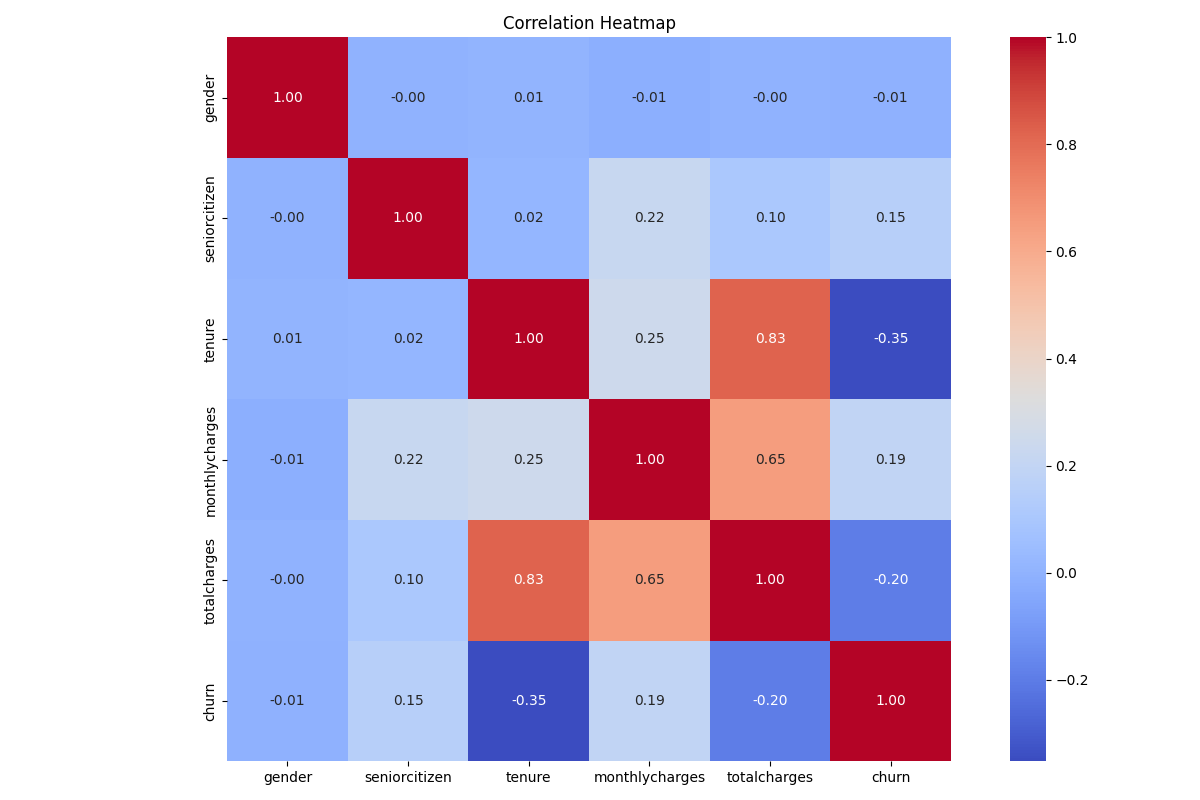 Correlation Heatmap
gender 1.00 -0.00 0.01 -0.01 -0.00 -0.01
seniorcitizen -0.00 1.00 0.02 0.22 0.10 0.15
tenure 0.01 0.02 1.00 0.25 0.83 -0.35
monthlycharges -0.01 0.22 0.25 1.00 0.65 0.19
totalcharges -0.00 0.10 0.83 0.65 1.00 -0.20
churn -0.01 0.15 -0.35 0.19 -0.20 1.00
gender seniorcitizen tenure monthlycharges totalcharges churn
1.0
0.8
0.6
0.4
0.2
0.0
−0.2